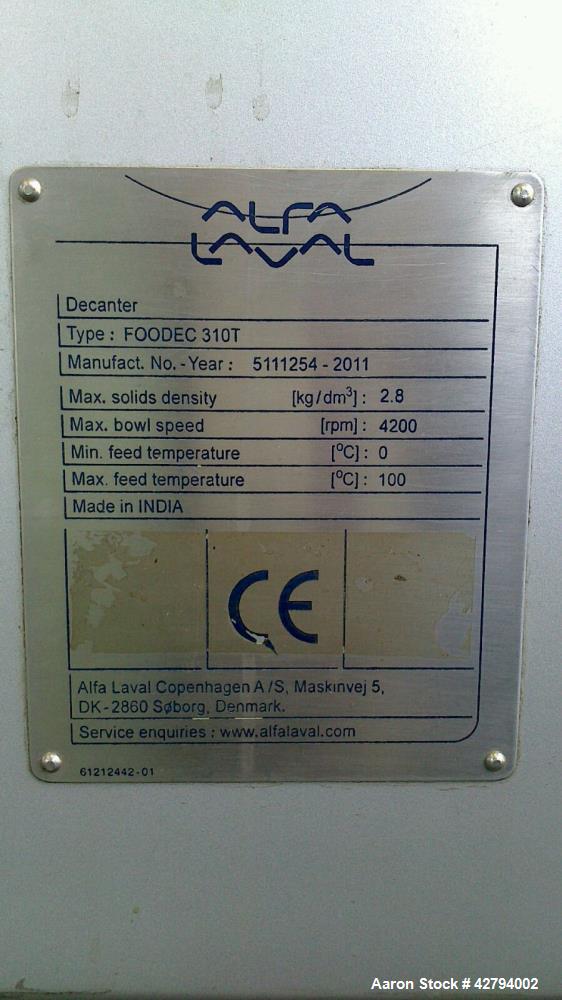 ALFA
LAVAL
Decanter
Type : FOODEC 310T
Manufact. No. - Year : 5111254 - 2011
Max. solids density [kg/dm³] : 2.8
Max. bowl speed [rpm] : 4200
Min. feed temperature [°C] : 0
Max. feed temperature [°C] : 100
Made in INDIA
CE
Alfa Laval Copenhagen A/S, Maskinvej 5,
DK-2860 Søborg, Denmark.
Service enquiries : www.alfalaval.com
61212442-01
Aaron Stock # 42794002